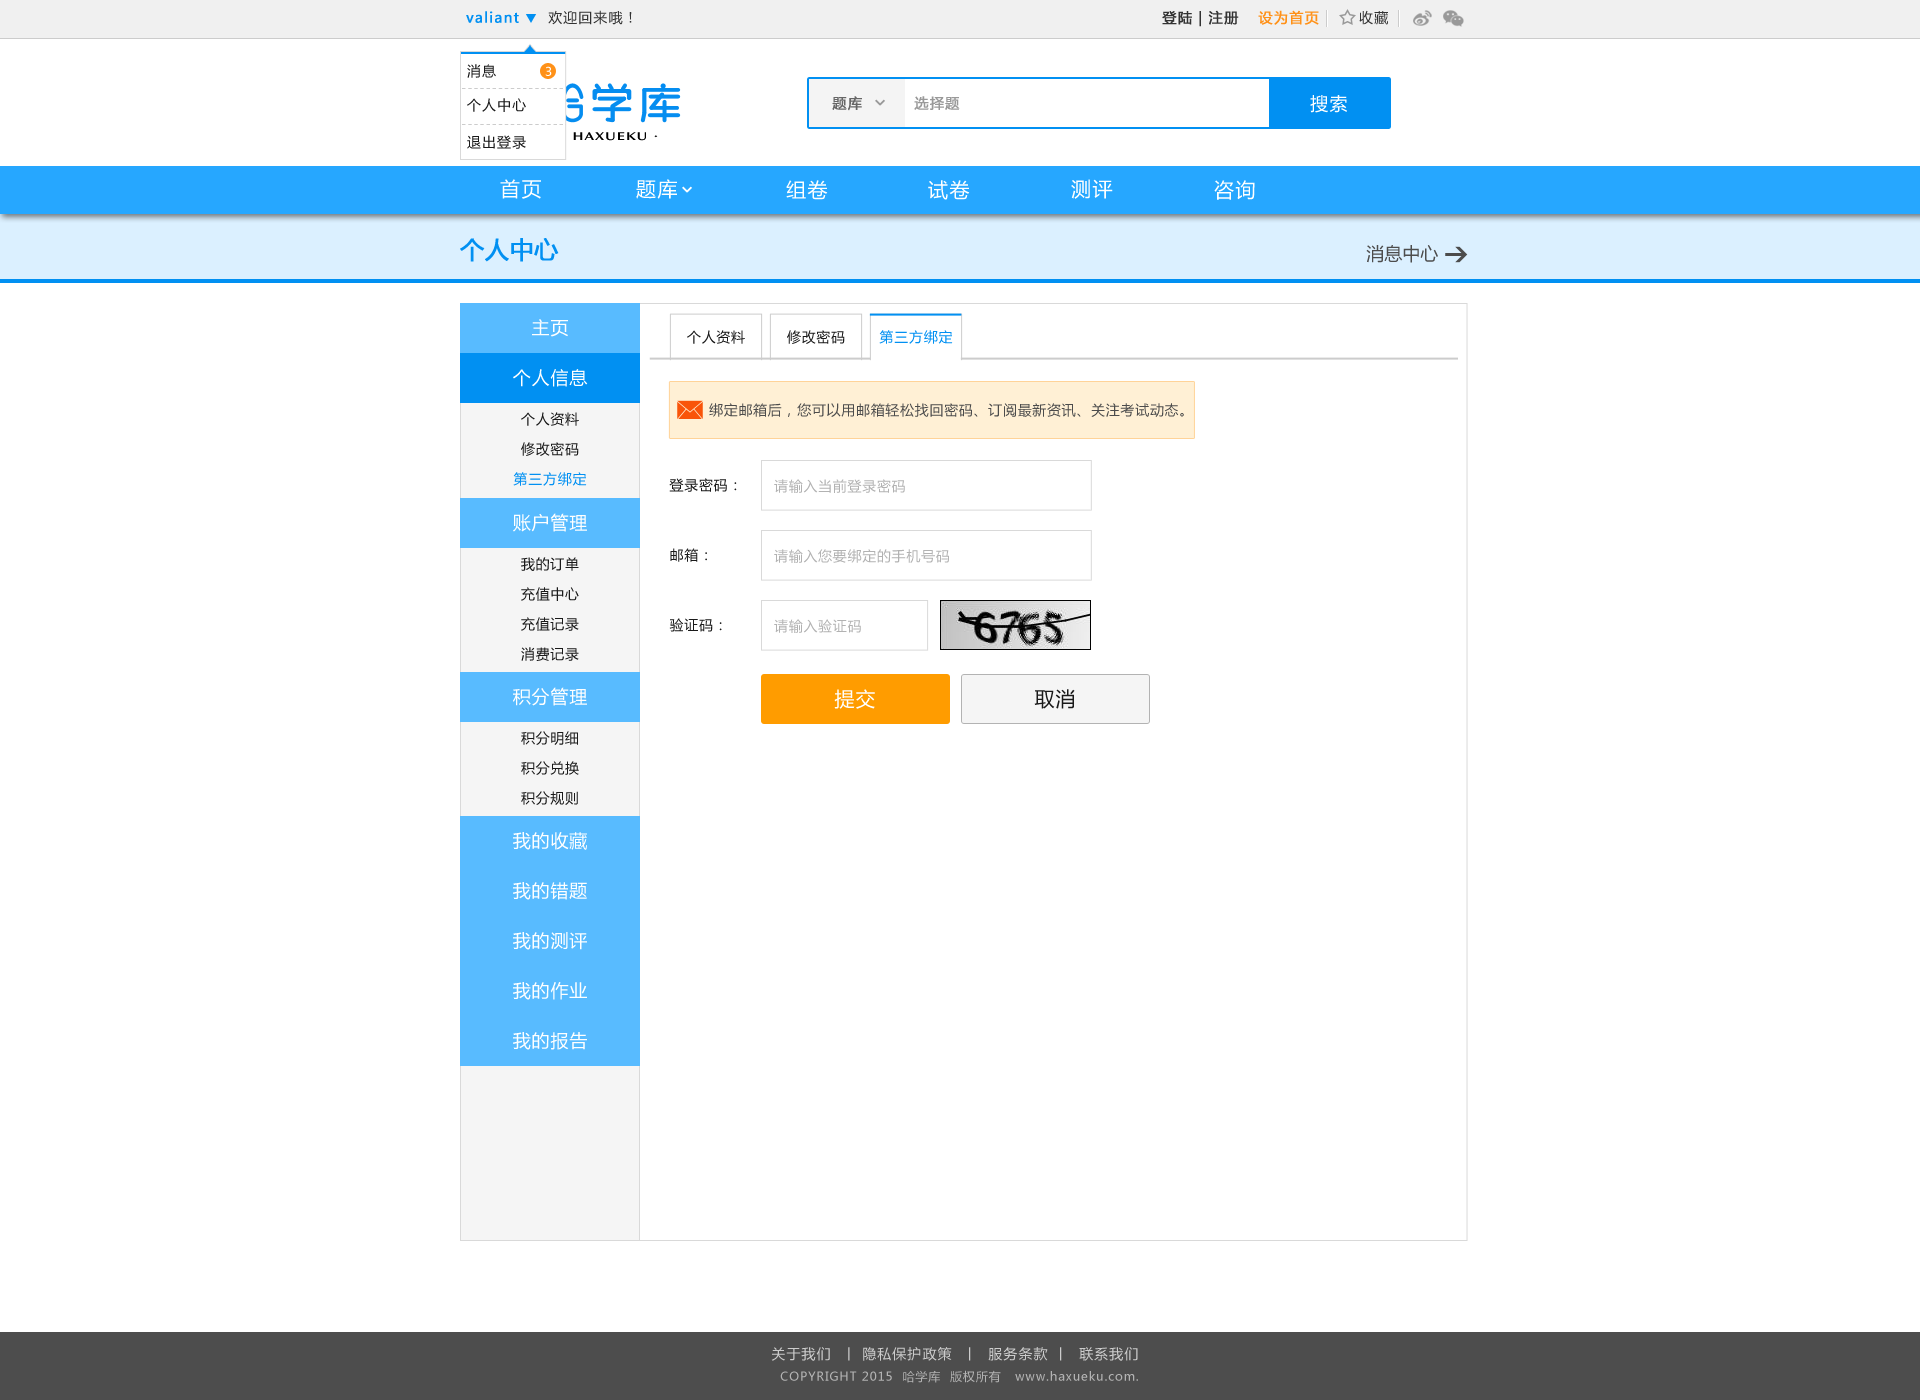 valiant ▼ 欢迎回来哦！
登陆 | 注册 设为首页 收藏
消息 3
个人中心
退出登录
学库
HAXUEKU ·
题库 选择题 搜索
首页 题库 组卷 试卷 测评 咨询
个人中心
消息中心
主页
个人信息
个人资料
修改密码
第三方绑定
账户管理
我的订单
充值中心
充值记录
消费记录
积分管理
积分明细
积分兑换
积分规则
我的收藏
我的错题
我的测评
我的作业
我的报告
个人资料 修改密码 第三方绑定
绑定邮箱后，您可以用邮箱轻松找回密码、订阅最新资讯、关注考试动态。
登录密码： 请输入当前登录密码
邮箱： 请输入您要绑定的手机号码
验证码： 请输入验证码 6765
提交 取消
关于我们 | 隐私保护政策 | 服务条款 | 联系我们
COPYRIGHT 2015 哈学库 版权所有 www.haxueku.com.